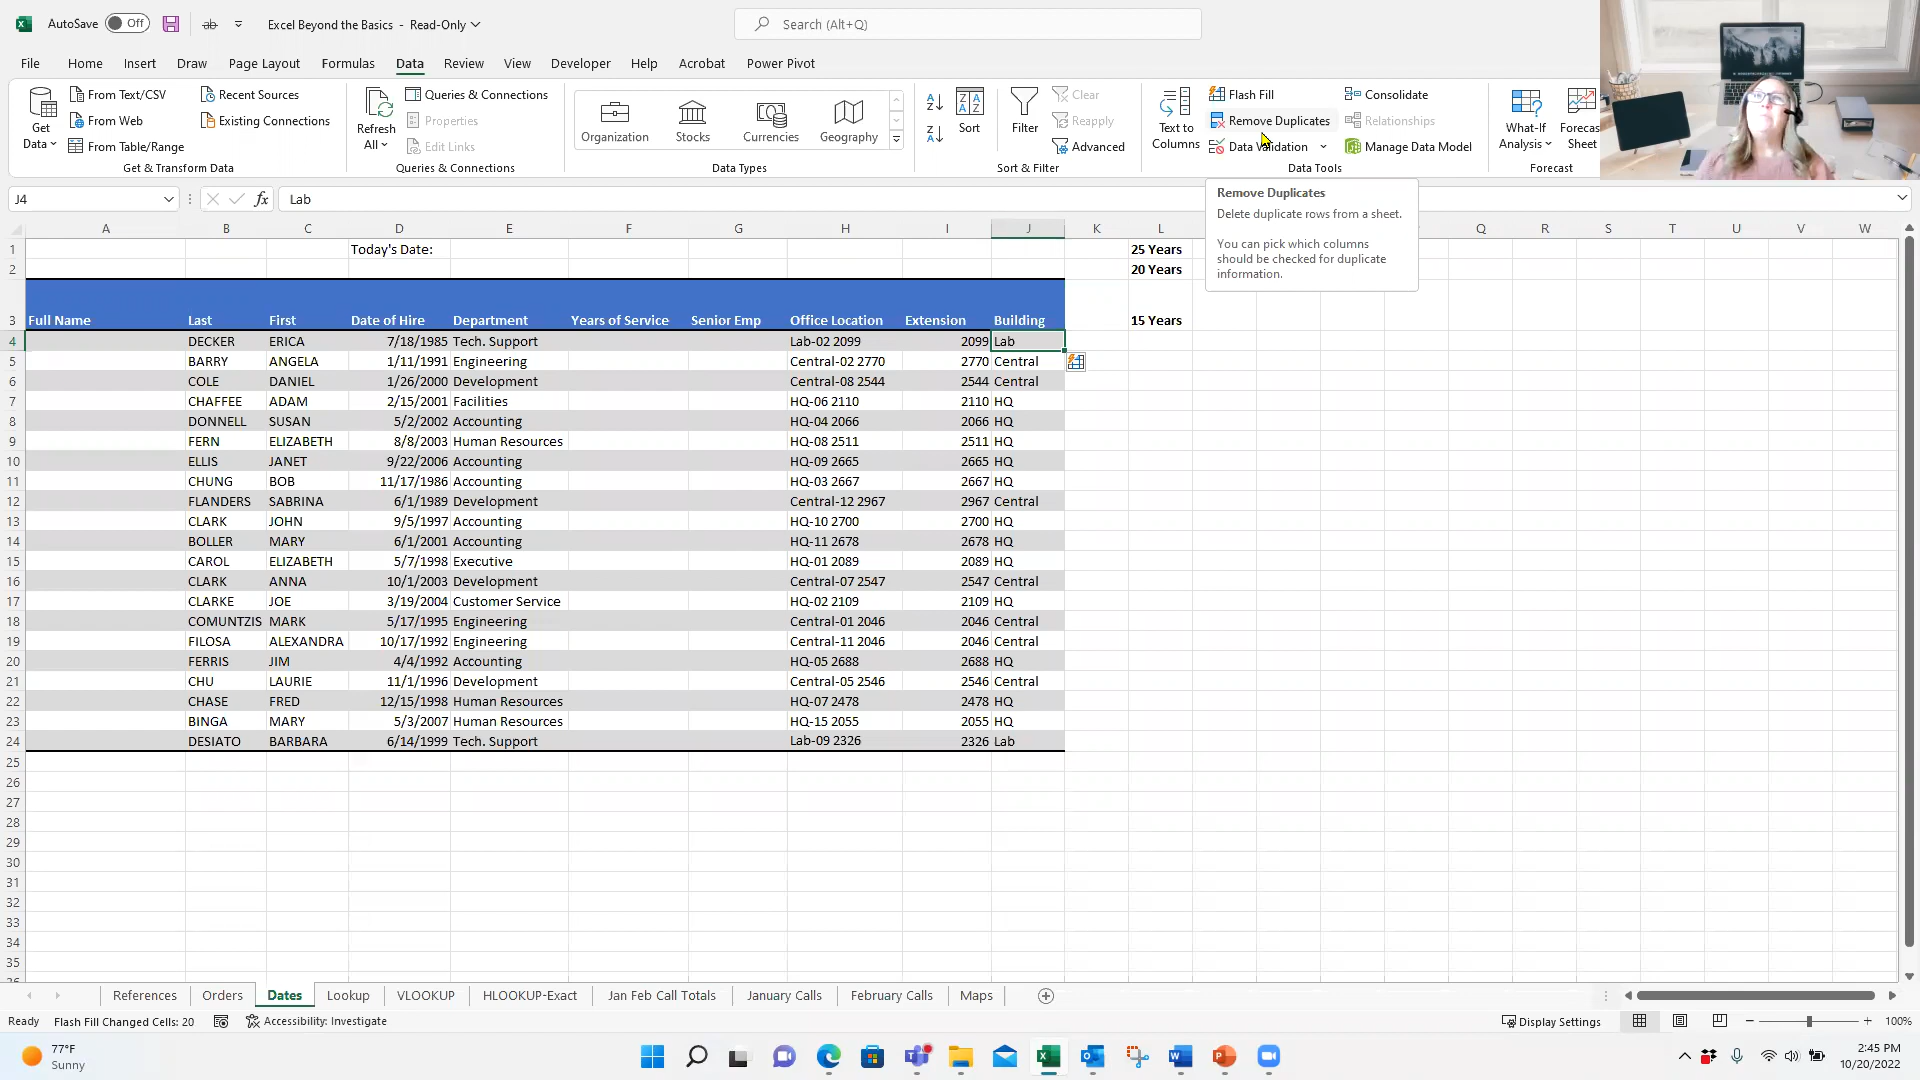 AutoSave Off Excel Beyond the Basics - Read-Only Search (Alt+Q)
File Home Insert Draw Page Layout Formulas Data Review View Developer Help Acrobat Power Pivot
Get Data From Text/CSV Recent Sources
From Web Existing Connections
From Table/Range
Get & Transform Data
Refresh All Queries & Connections
Properties
Edit Links
Queries & Connections
Organization Stocks Currencies Geography
Data Types
Sort Filter Clear
Reapply
Advanced
Sort & Filter
Text to Columns Flash Fill Consolidate
Remove Duplicates Relationships
Data Validation Manage Data Model
Data Tools
What-If Analysis Forecas Sheet
Forecast
J4 fx Lab
Remove Duplicates
Delete duplicate rows from a sheet.
You can pick which columns
should be checked for duplicate
information.
A B C D E F G H I J K L Q R S T U V W
1 Today's Date: 25 Years
2 20 Years
3 Full Name Last First Date of Hire Department Years of Service Senior Emp Office Location Extension Building 15 Years
4 DECKER ERICA 7/18/1985 Tech. Support Lab-02 2099 2099 Lab
5 BARRY ANGELA 1/11/1991 Engineering Central-02 2770 2770 Central
6 COLE DANIEL 1/26/2000 Development Central-08 2544 2544 Central
7 CHAFFEE ADAM 2/15/2001 Facilities HQ-06 2110 2110 HQ
8 DONNELL SUSAN 5/2/2002 Accounting HQ-04 2066 2066 HQ
9 FERN ELIZABETH 8/8/2003 Human Resources HQ-08 2511 2511 HQ
10 ELLIS JANET 9/22/2006 Accounting HQ-09 2665 2665 HQ
11 CHUNG BOB 11/17/1986 Accounting HQ-03 2667 2667 HQ
12 FLANDERS SABRINA 6/1/1989 Development Central-12 2967 2967 Central
13 CLARK JOHN 9/5/1997 Accounting HQ-10 2700 2700 HQ
14 BOLLER MARY 6/1/2001 Accounting HQ-11 2678 2678 HQ
15 CAROL ELIZABETH 5/7/1998 Executive HQ-01 2089 2089 HQ
16 CLARK ANNA 10/1/2003 Development Central-07 2547 2547 Central
17 CLARKE JOE 3/19/2004 Customer Service HQ-02 2109 2109 HQ
18 COMUNTZIS MARK 5/17/1995 Engineering Central-01 2046 2046 Central
19 FILOSA ALEXANDRA 10/17/1992 Engineering Central-11 2046 2046 Central
20 FERRIS JIM 4/4/1992 Accounting HQ-05 2688 2688 HQ
21 CHU LAURIE 11/1/1996 Development Central-05 2546 2546 Central
22 CHASE FRED 12/15/1998 Human Resources HQ-07 2478 2478 HQ
23 BINGA MARY 5/3/2007 Human Resources HQ-15 2055 2055 HQ
24 DESIATO BARBARA 6/14/1999 Tech. Support Lab-09 2326 2326 Lab
25
26
27
28
29
30
31
32
33
34
35
References Orders Dates Lookup VLOOKUP HLOOKUP-Exact Jan Feb Call Totals January Calls February Calls Maps
Ready Flash Fill Changed Cells: 20 Accessibility: Investigate Display Settings 100%
77°F
Sunny
2:45 PM
10/20/2022